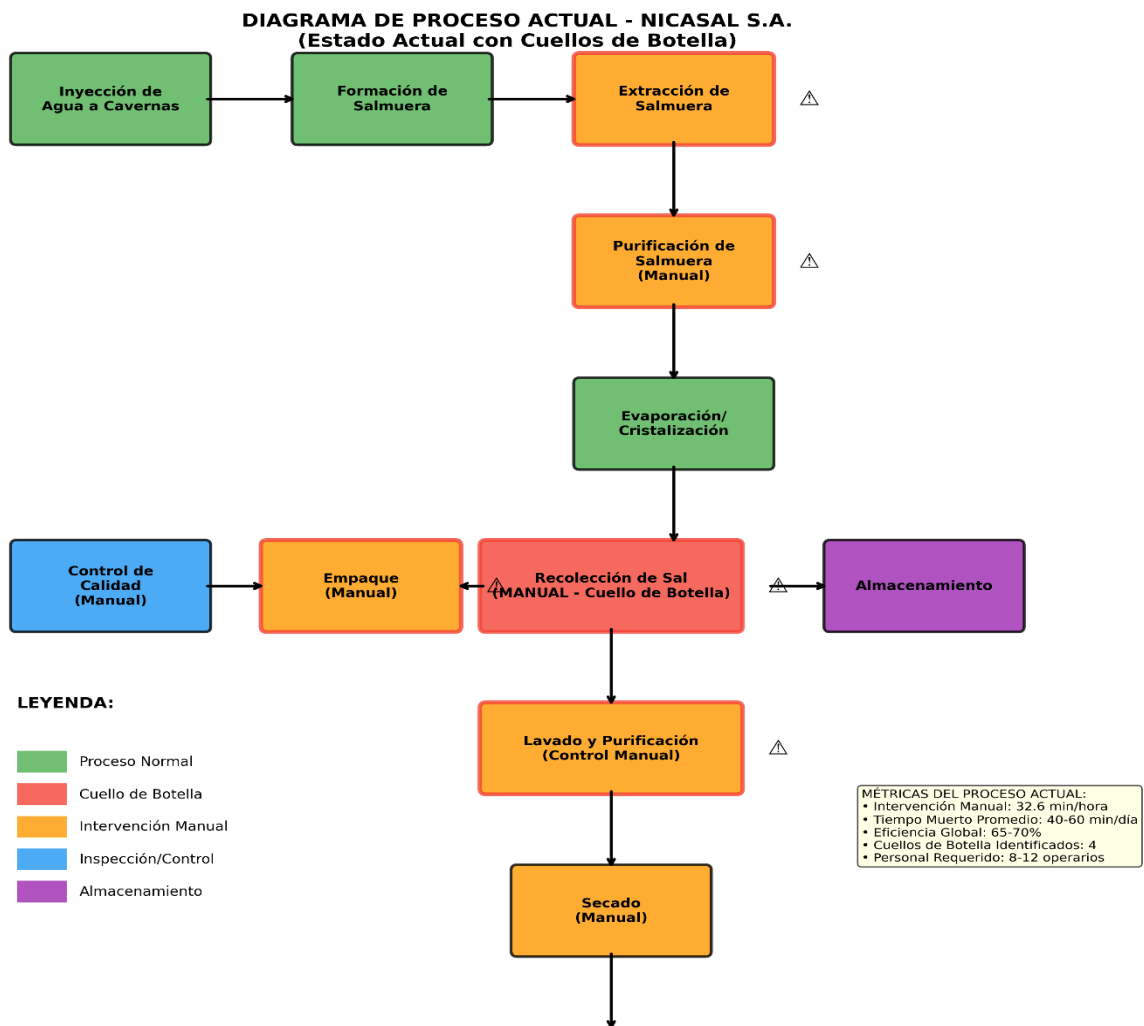 DIAGRAMA DE PROCESO ACTUAL - NICASAL S.A.
(Estado Actual con Cuellos de Botella)
Inyección de
Agua a Cavernas
Formación de
Salmuera
Extracción de
Salmuera
⚠
Purificación de
Salmuera
(Manual)
⚠
Evaporación/
Cristalización
Control de
Calidad
(Manual)
Empaque
(Manual)
⚠
Recolección de Sal
(MANUAL - Cuello de Botella)
⚠
Almacenamiento
Lavado y Purificación
(Control Manual)
⚠
Secado
(Manual)
LEYENDA:
Proceso Normal
Cuello de Botella
Intervención Manual
Inspección/Control
Almacenamiento
MÉTRICAS DEL PROCESO ACTUAL:
• Intervención Manual: 32.6 min/hora
• Tiempo Muerto Promedio: 40-60 min/día
• Eficiencia Global: 65-70%
• Cuellos de Botella Identificados: 4
• Personal Requerido: 8-12 operarios